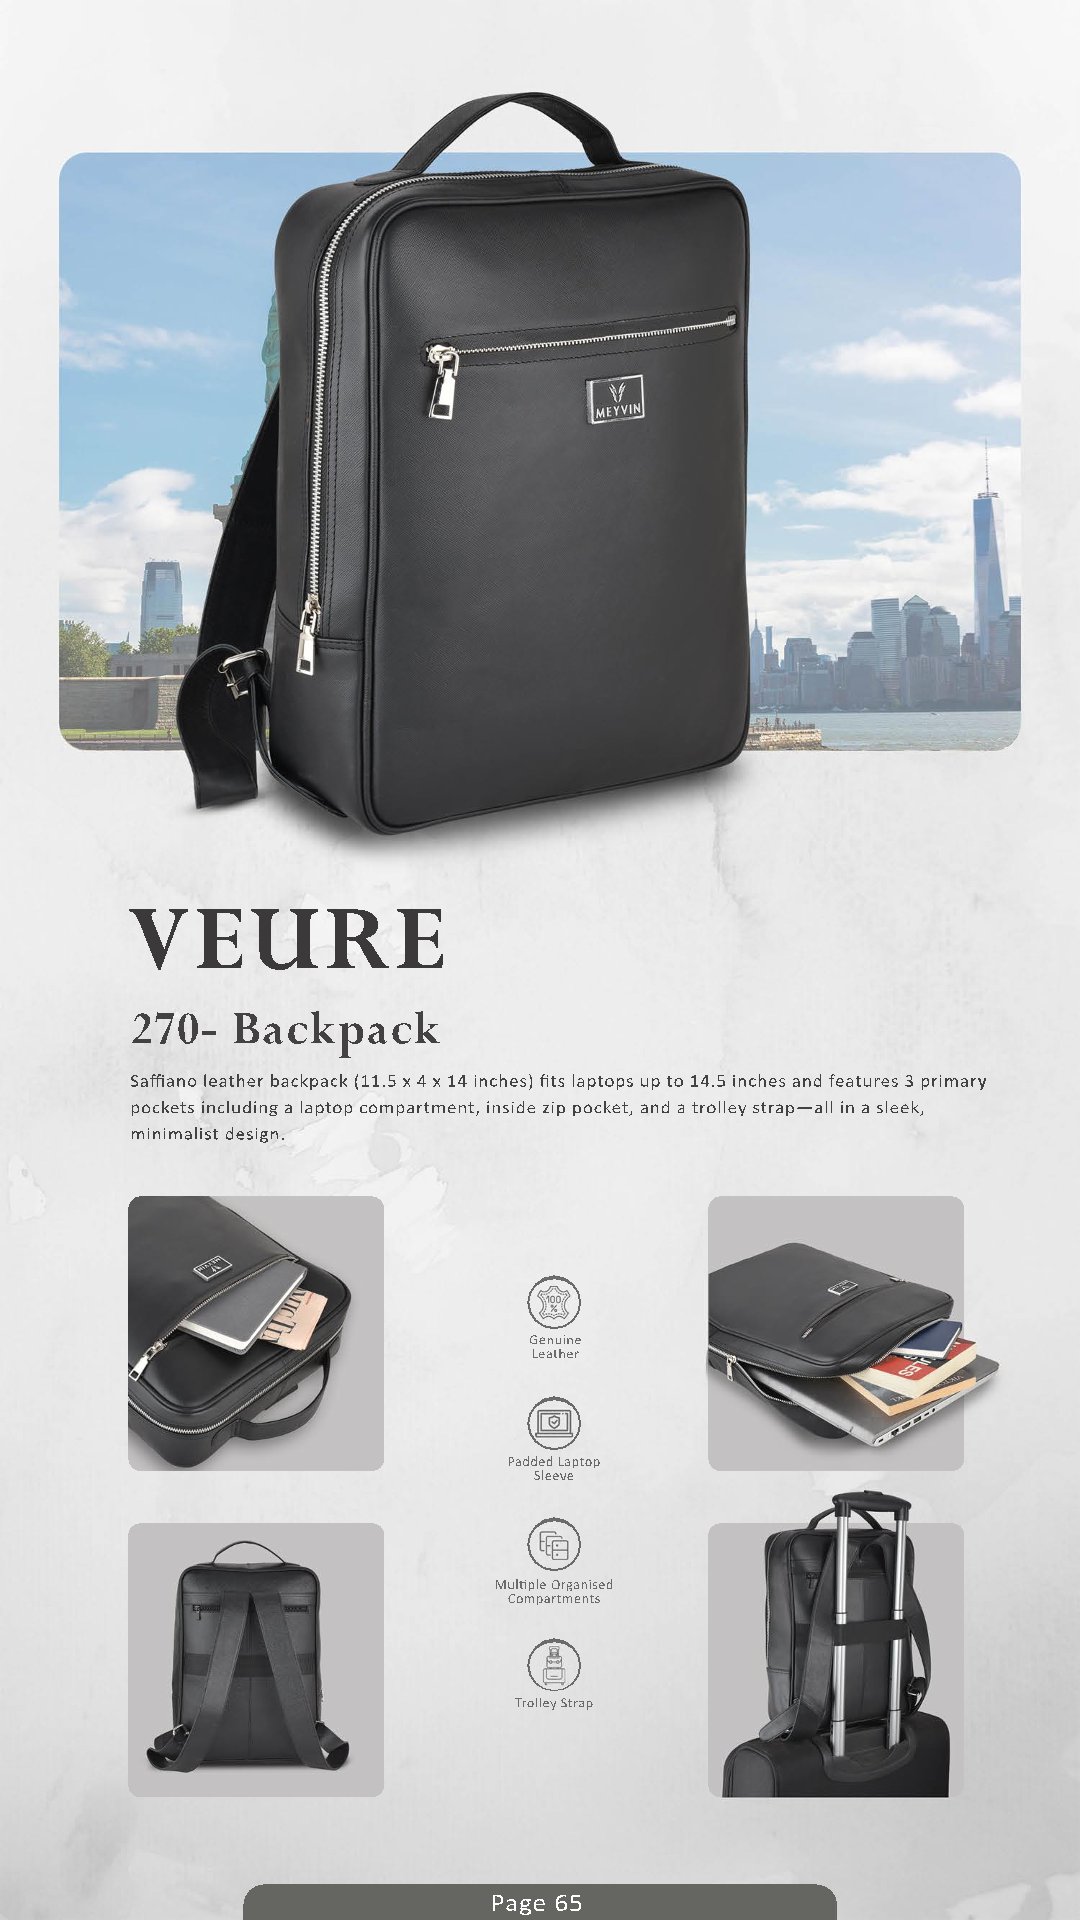 MEYVIN
VEURE
270- Backpack
Saffiano leather backpack (11.5 x 4 x 14 inches) fits laptops up to 14.5 inches and features 3 primary
pockets including a laptop compartment, inside zip pocket, and a trolley strap—all in a sleek,
minimalist design.
MEYVIN
100
%
Genuine
Leather
Padded Laptop
Sleeve
Multiple Organised
Compartments
Trolley Strap
Page 65